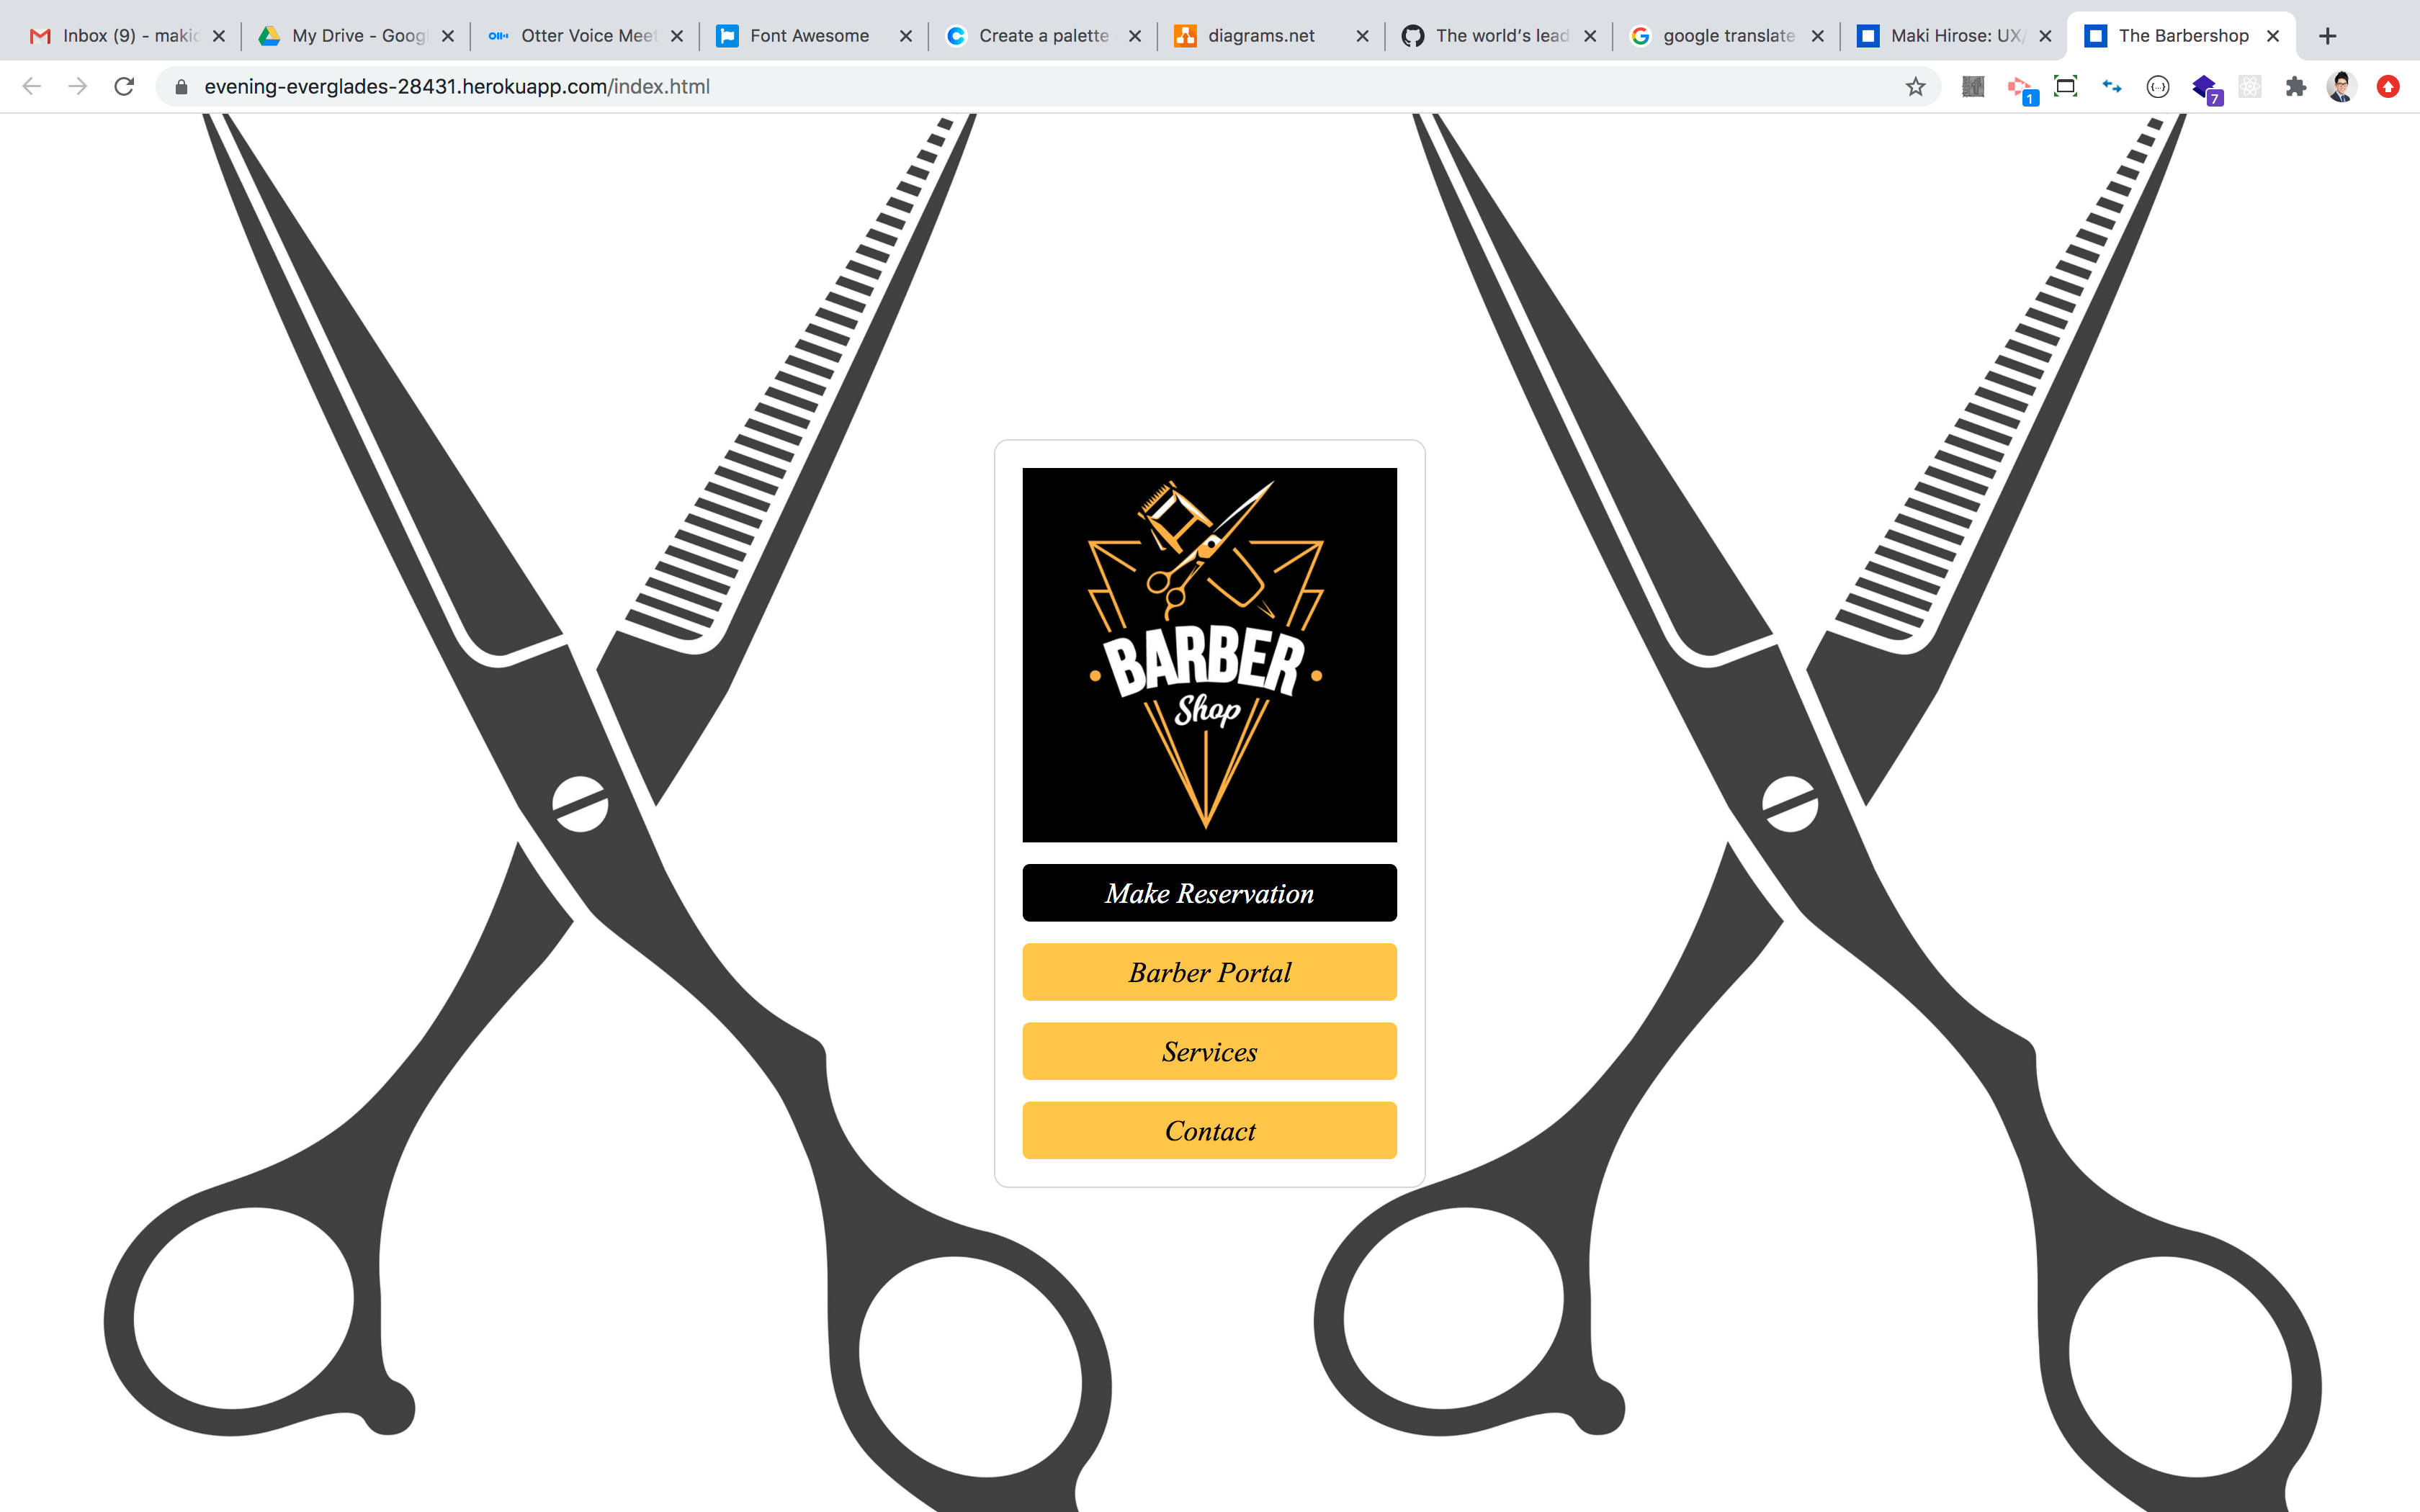 Inbox (9) - maki
My Drive - Googl
Otter Voice Meet
Font Awesome
Create a palette
diagrams.net
The world's lead
google translate
Maki Hirose: UX/
The Barbershop
evening-everglades-28431.herokuapp.com/index.html
1
{...}
7
BARBER
Shop
Make Reservation
Barber Portal
Services
Contact